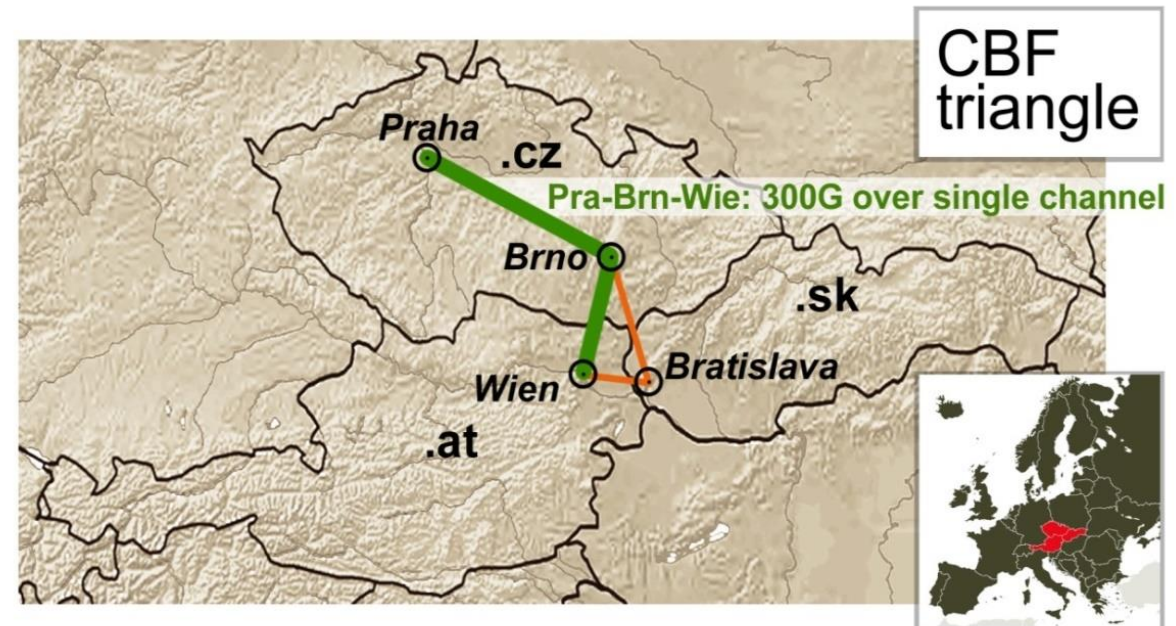 CBF
triangle
Praha
.cz
Pra-Brn-Wie: 300G over single channel
Brno
.sk
Bratislava
Wien
.at